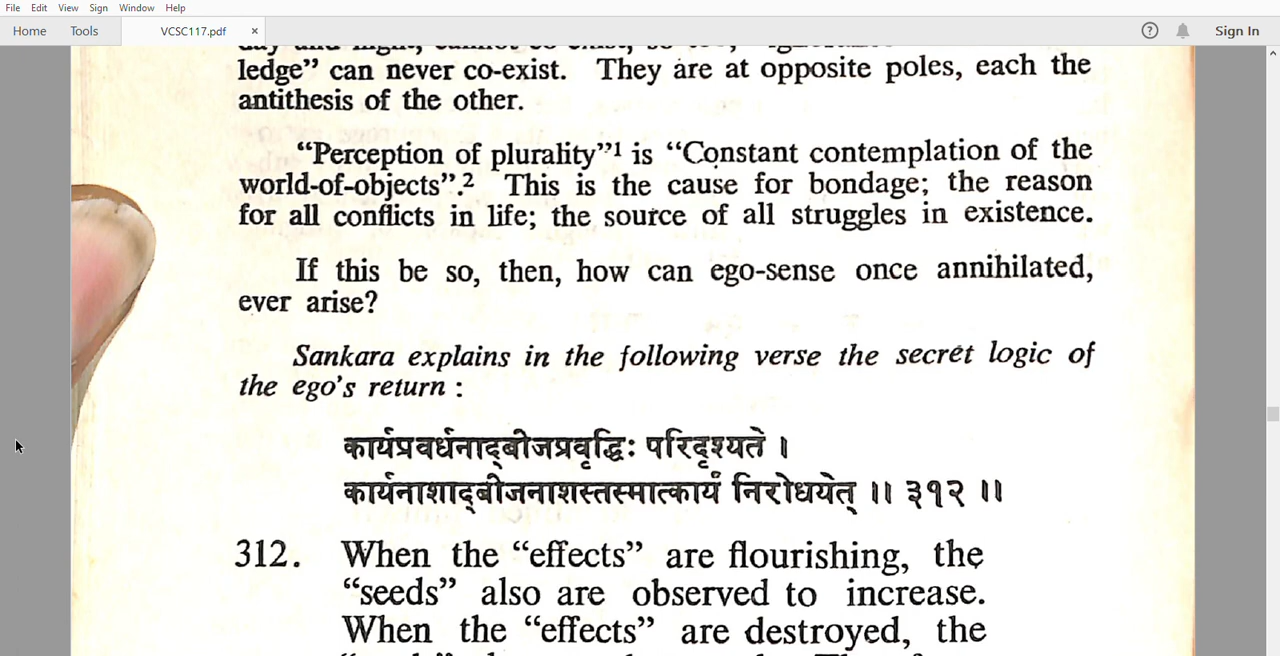 File Edit View Sign Window Help
Home Tools VCSC117.pdf × Sign In
ledge” can never co-exist. They are at opposite poles, each the
antithesis of the other.
“Perception of plurality”1 is “Constant contemplation of the
world-of-objects”.2 This is the cause for bondage; the reason
for all conflicts in life; the source of all struggles in existence.
If this be so, then, how can ego-sense once annihilated,
ever arise?
Sankara explains in the following verse the secret logic of
the ego’s return :
कार्यप्रवर्धनाद्बीजप्रवृद्धिः परिदृश्यते ।
कार्यनाशाद्बीजनाशस्तस्मात्कार्यं निरोधयेत् ॥ ३१२ ॥
312. When the “effects” are flourishing, the
“seeds” also are observed to increase.
When the “effects” are destroyed, the